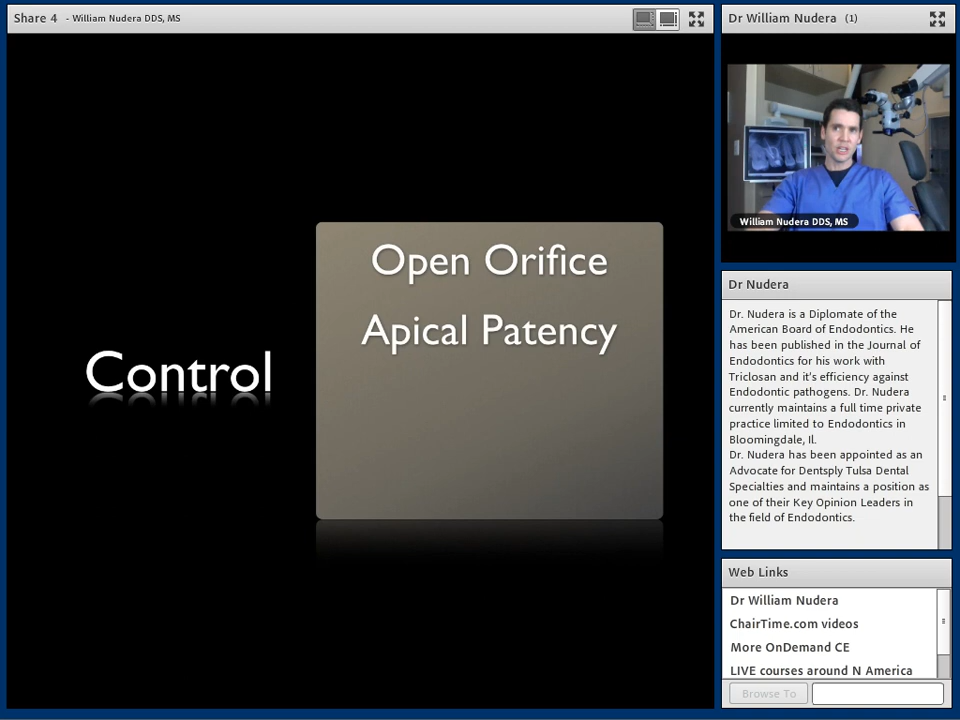 Share 4 - William Nudera DDS, MS
Open Orifice
Apical Patency
Control
Dr William Nudera (1)
William Nudera DDS, MS
Dr Nudera
Dr. Nudera is a Diplomate of the
American Board of Endodontics. He
has been published in the Journal of
Endodontics for his work with
Triclosan and it's efficiency against
Endodontic pathogens. Dr. Nudera
currently maintains a full time private
practice limited to Endodontics in
Bloomingdale, Il.
Dr. Nudera has been appointed as an
Advocate for Dentsply Tulsa Dental
Specialties and maintains a position as
one of their Key Opinion Leaders in
the field of Endodontics.
Web Links
Dr William Nudera
ChairTime.com videos
More OnDemand CE
LIVE courses around N America
Browse To